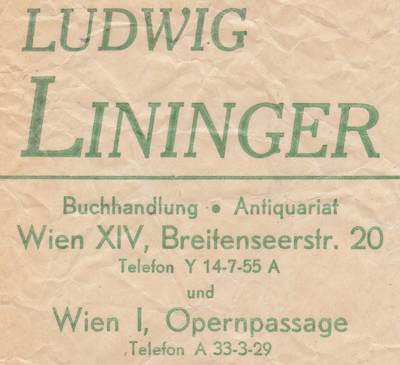 LUDWIG
LININGER
Buchhandlung • Antiquariat
Wien XIV, Breitenseerstr. 20
Telefon Y 14-7-55 A
und
Wien I, Opernpassage
Telefon A 33-3-29